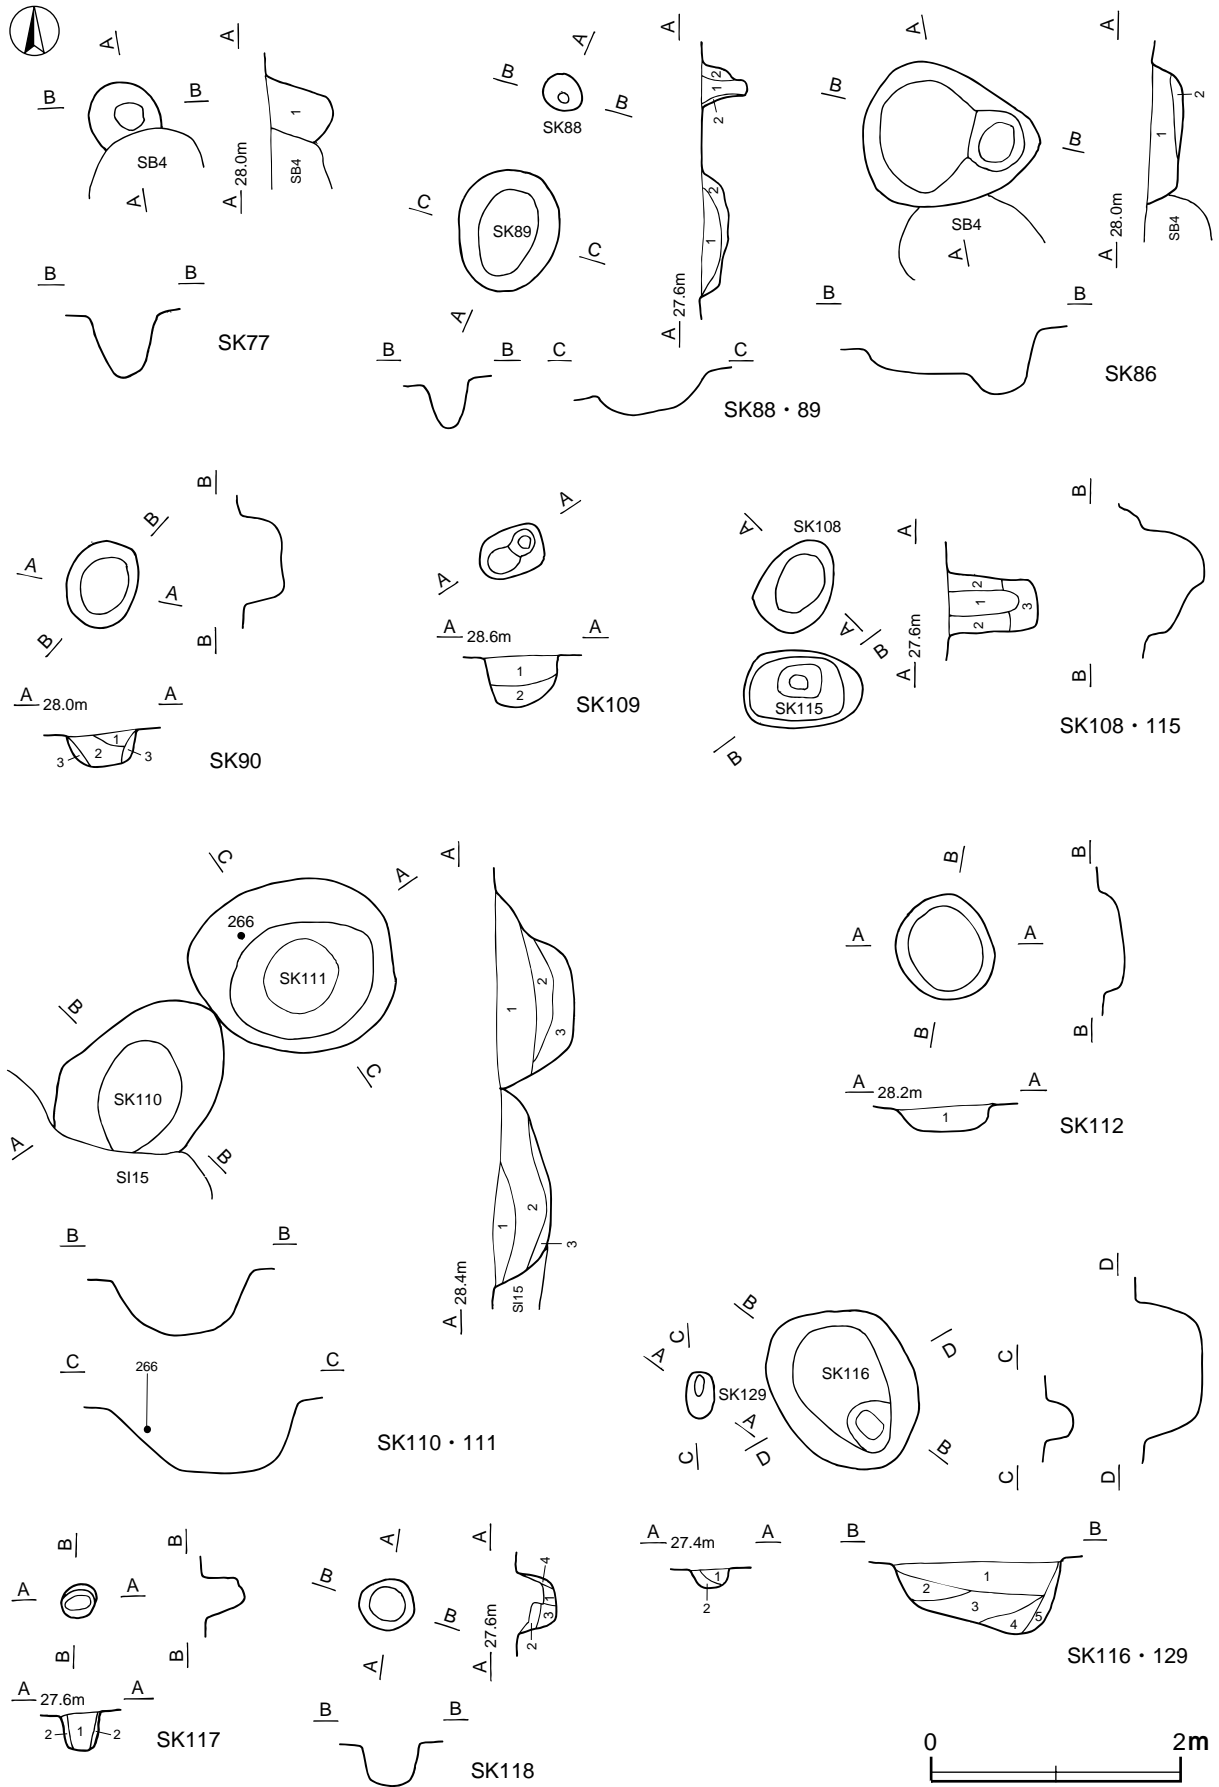 A A
B B
SB4
A
1
SB4
A 28.0m
B B
SK77
A A
B B
SK88
C
SK89
C
A
2
1
2
2
1
A 27.6m
B B C C
SK88・89
A A
B B
SB4
A
1
2
SB4
A 28.0m
B B
SK86
B
B
A
A
B
B
A 28.0m A
1
2
3
3
SK90
A
A
A 28.6m A
1
2
SK109
A SK108 A
A
B
SK115
B
2
1
2
3
A 27.6m
B
B
SK108・115
C A A
266
SK111
B
C
SK110
A
B
SI15
1
2
3
1
2
3
SI15
A 28.4m
B B
C 266 C
SK110・111
B B
A A
B B
A 28.2m A
1
SK112
B
C
A
SK116
D
SK129
A
D
C
B
C
C
D
D
A 27.4m A
1
2
B B
1
2
3
4
5
SK116・129
B B
A A
B B
A 27.6m A
2 1 2
SK117
A A
B
B
A
4
1
3
2
A 27.6m
B B
SK118
0 2m